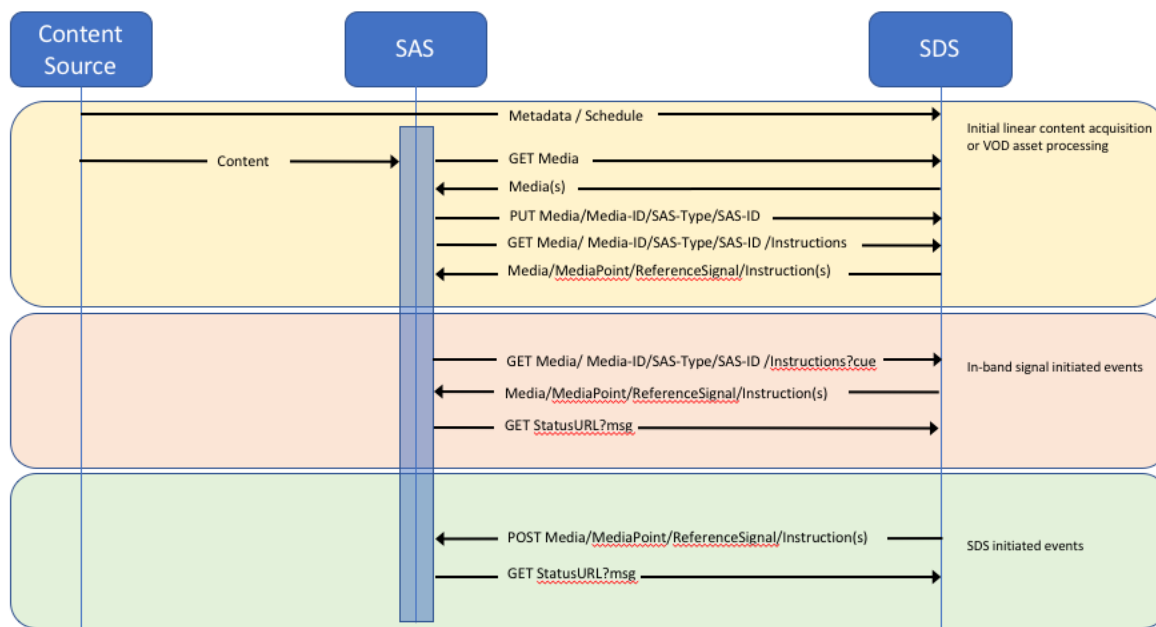 Content
Source
SAS
SDS
Metadata / Schedule
Initial linear content acquisition
or VOD asset processing
Content
GET Media
Media(s)
PUT Media/Media-ID/SAS-Type/SAS-ID
GET Media/ Media-ID/SAS-Type/SAS-ID /Instructions
Media/MediaPoint/ReferenceSignal/Instruction(s)
GET Media/ Media-ID/SAS-Type/SAS-ID /Instructions?cue
In-band signal initiated events
Media/MediaPoint/ReferenceSignal/Instruction(s)
GET StatusURL?msg
POST Media/MediaPoint/ReferenceSignal/Instruction(s)
SDS initiated events
GET StatusURL?msg